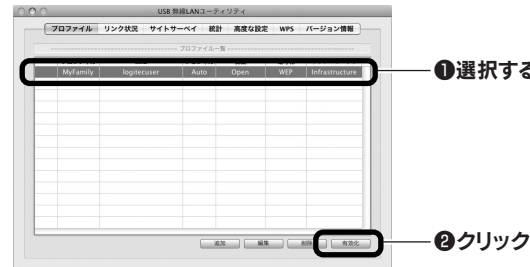 USB 無線LANユーティリティ
プロファイル リンク状況 サイトサーベイ 統計 高度な設定 WPS バージョン情報
プロファイル一覧
MyFamily logitecuser Auto Open WEP Infrastructure
❶選択する
追加 編集 削除 有効化
❷クリック